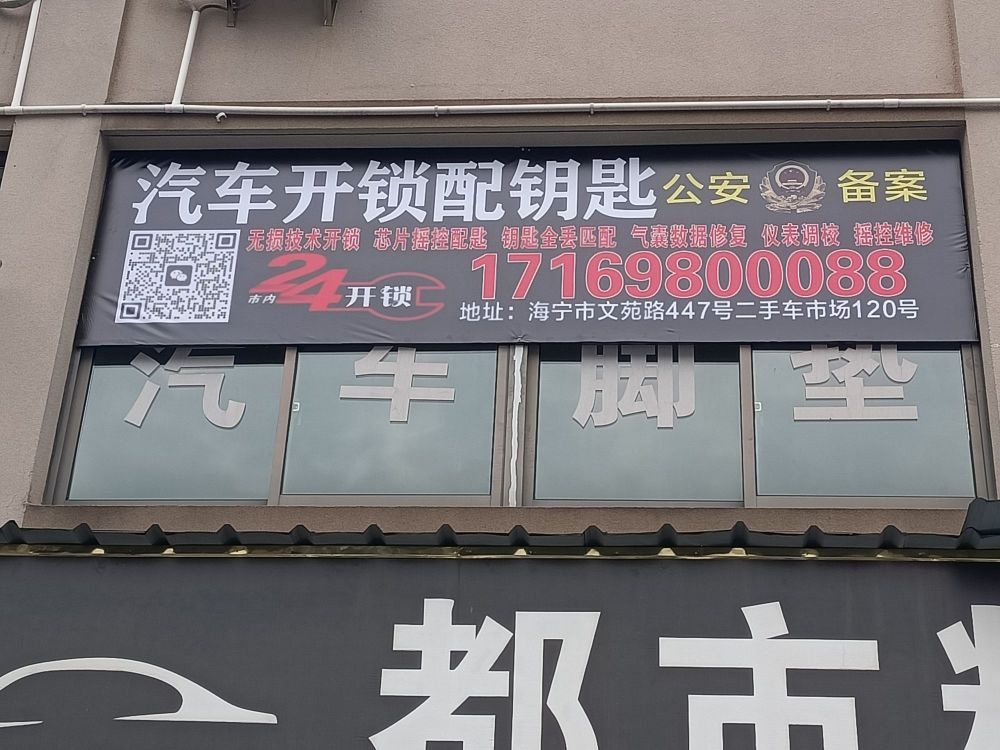 汽车开锁配钥匙 公安 备案
无损技术开锁 芯片摇控配匙 钥匙全丢匹配 气囊数据修复 仪表调校 摇控维修
市内24开锁 17169800088
地址：海宁市文苑路447号二手车市场120号
汽车脚垫
都市